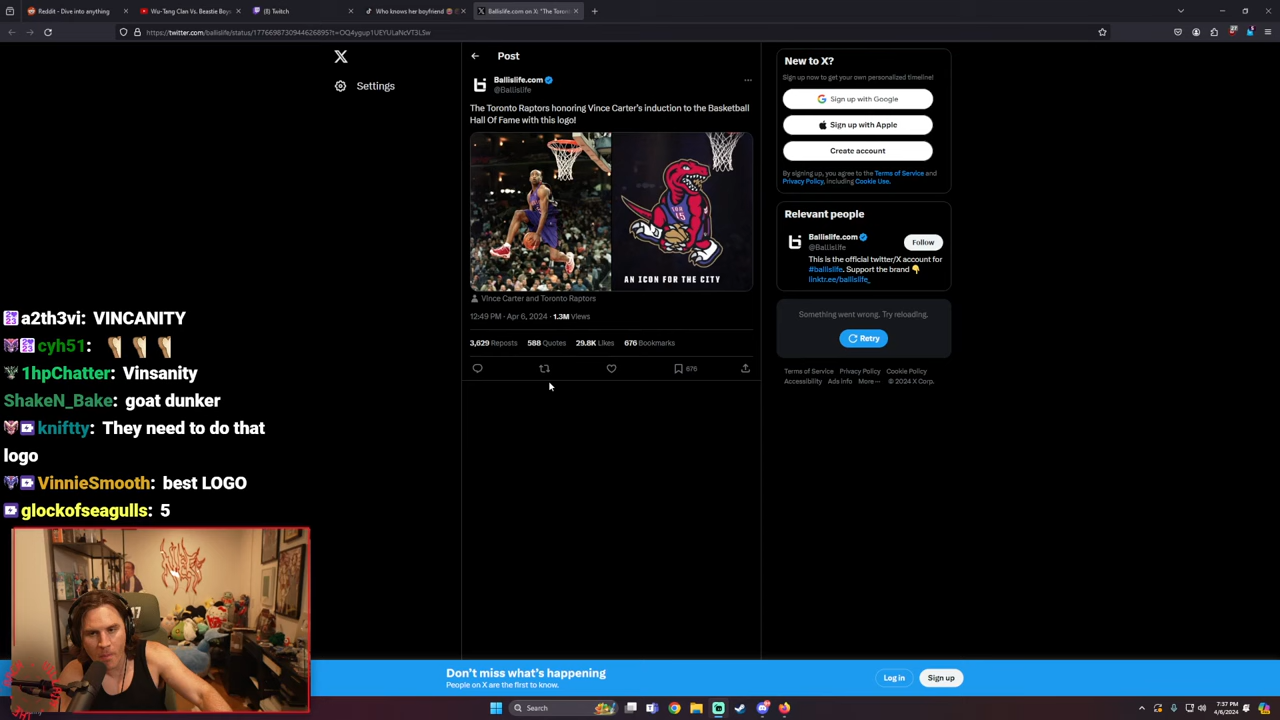 Reddit - Dive into anything
Wu-Tang Clan Vs. Beastie Boys
(1) Twitch
Who knows her boyfriend
Ballislife.com on X: "The Toront
https://twitter.com/ballislife/status/1776698730944626895?t=OQ4ygup1UEYULaNcVT3LSw
Settings
Post
Ballislife.com
@Ballislife
The Toronto Raptors honoring Vince Carter's induction to the Basketball
Hall Of Fame with this logo!
TOR
15
AN ICON FOR THE CITY
Vince Carter and Toronto Raptors
12:49 PM · Apr 6, 2024 · 1.3M Views
3,629 Reposts 588 Quotes 29.8K Likes 676 Bookmarks
676
New to X?
Sign up now to get your own personalized timeline!
Sign up with Google
Sign up with Apple
Create account
By signing up, you agree to the Terms of Service and
Privacy Policy, including Cookie Use.
Relevant people
Ballislife.com
@Ballislife
Follow
This is the official twitter/X account for
#ballislife. Support the brand 👇
linktr.ee/ballislife_
Something went wrong. Try reloading.
Retry
Terms of Service Privacy Policy Cookie Policy
Accessibility Ads info More ··· © 2024 X Corp.
a2th3vi: VINCANITY
cyh51:
1hpChatter: Vinsanity
ShakeN_Bake: goat dunker
kniftty: They need to do that
logo
VinnieSmooth: best LOGO
glockofseagulls: 5
Don't miss what's happening
People on X are the first to know.
Log in
Sign up
Search
7:37 PM
4/6/2024